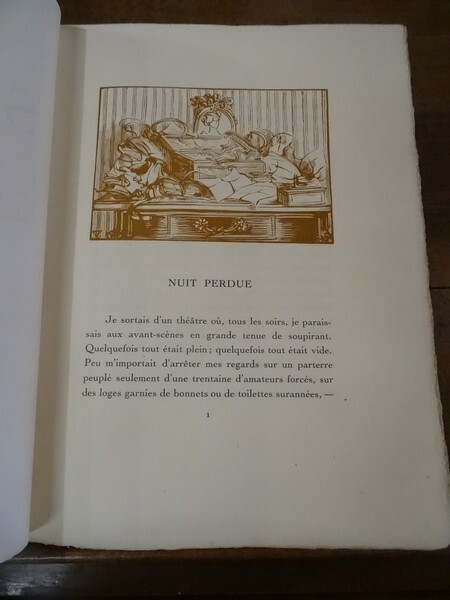 NUIT PERDUE
Je sortais d'un théâtre où, tous les soirs, je parais-
sais aux avant-scènes en grande tenue de soupirant.
Quelquefois tout était plein ; quelquefois tout était vide.
Peu m'importait d'arrêter mes regards sur un parterre
peuplé seulement d'une trentaine d'amateurs forcés, sur
des loges garnies de bonnets ou de toilettes surannées, —
1